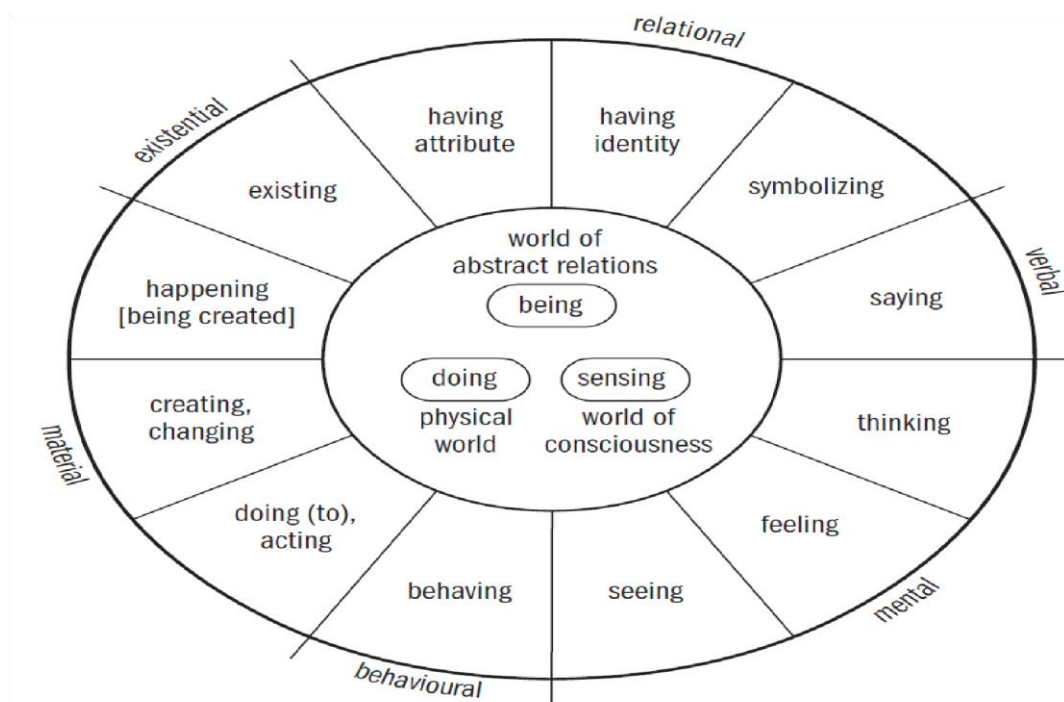 relational
existential
having
attribute
having
identity
existing
symbolizing
world of
abstract relations
being
verbal
happening
[being created]
saying
doing
sensing
physical
world
world of
consciousness
creating,
changing
thinking
material
doing (to),
acting
feeling
behaving
seeing
mental
behavioural